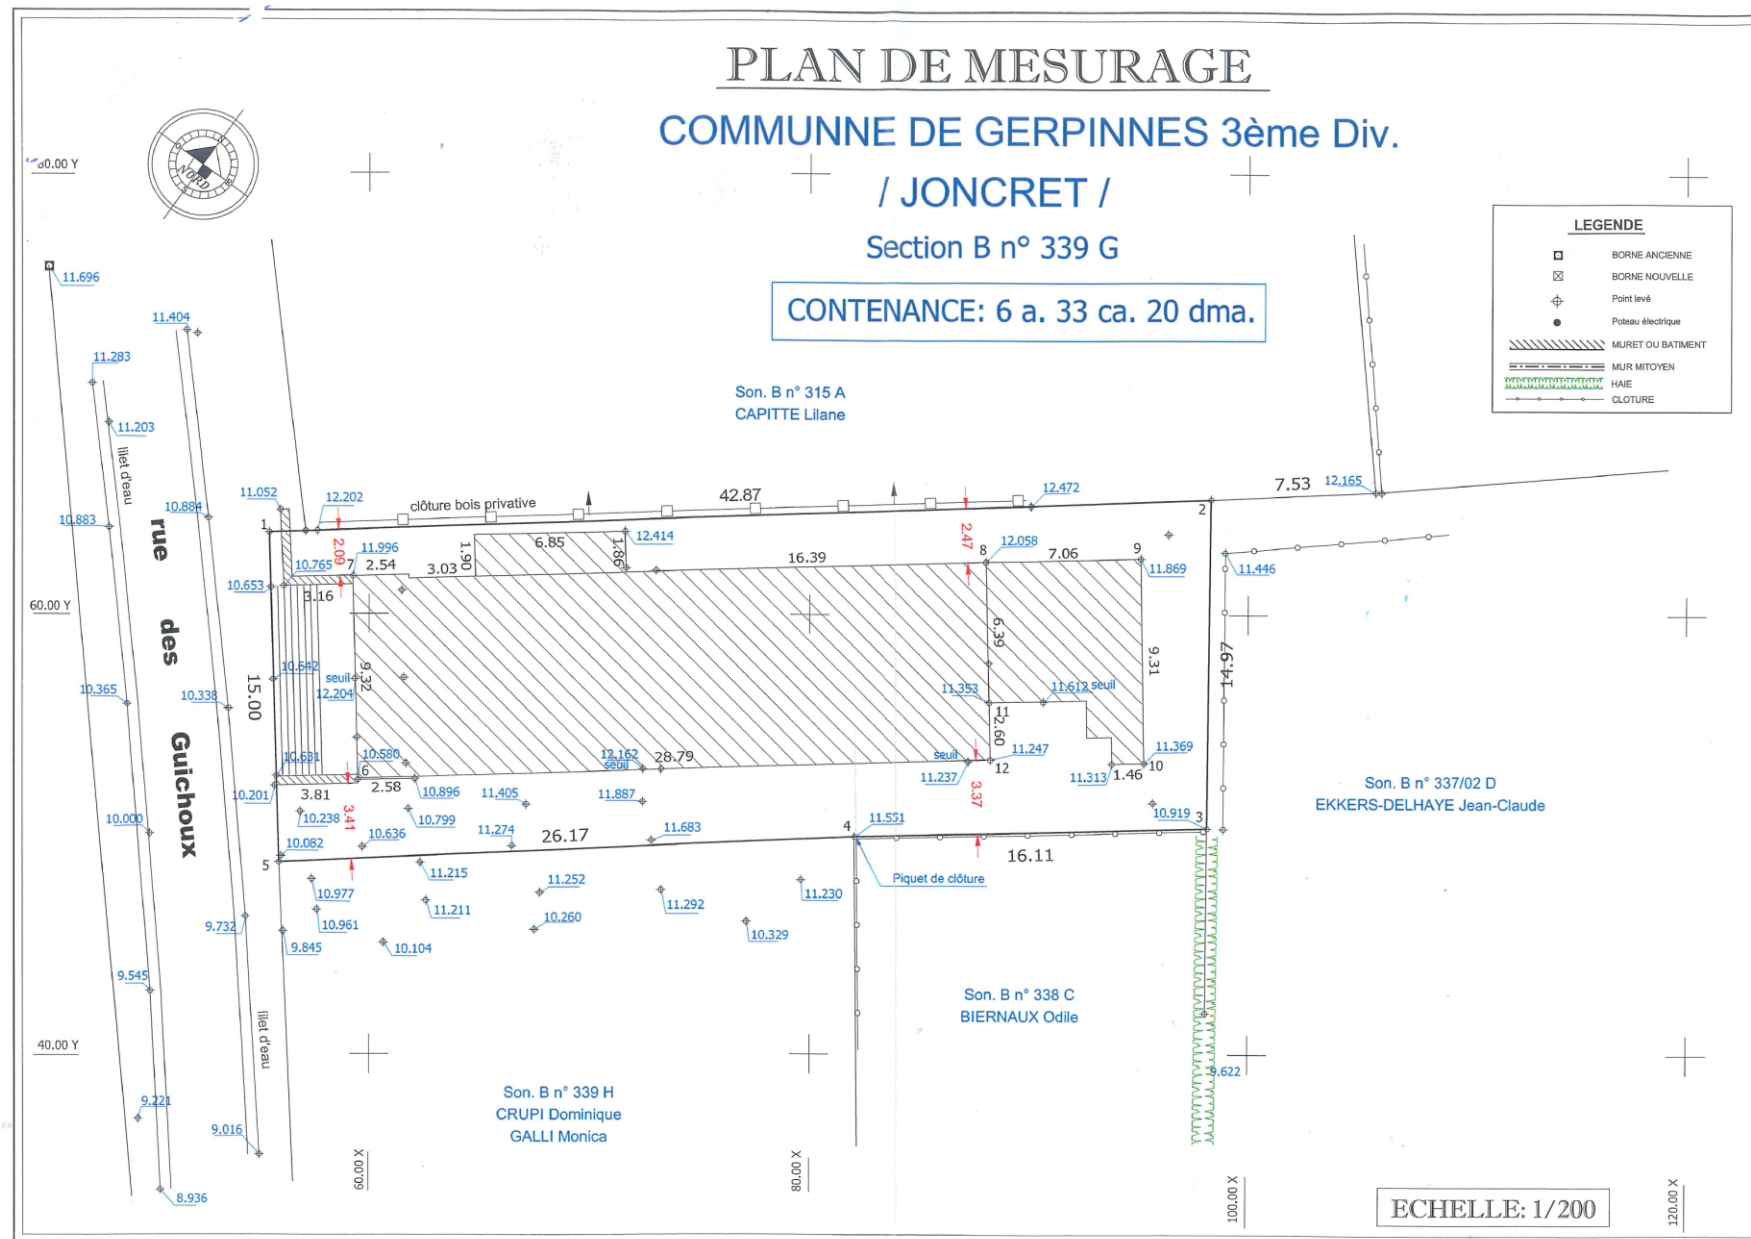 PLAN DE MESURAGE
COMMUNNE DE GERPINNES 3ème Div.
/ JONCRET /
Section B n° 339 G
CONTENANCE: 6 a. 33 ca. 20 dma.
NORD
80.00 Y
60.00 Y
40.00 Y
LEGENDE
BORNE ANCIENNE
BORNE NOUVELLE
Point levé
Poteau électrique
MURET OU BATIMENT
MUR MITOYEN
HAIE
CLOTURE
11.696
11.404
11.283
11.203
filet d'eau
10.883
10.884
rue des Guichoux
10.365
10.338
10.000
9.732
9.545
9.221
9.016
8.936
filet d'eau
Son. B n° 315 A
CAPITTE Lilane
11.052
12.202
clôture bois privative
42.87
12.472
2
7.53
12.165
1
2.09
11.996
7
2.54
3.03
1.90
6.85
1.86
12.414
16.39
2.47
8
12.058
7.06
9
11.869
11.446
10.765
10.653
3.16
10.642
seuil
12.204
9.32
15.00
6.39
9.31
14.97
11.353
11
11.612 seuil
2.60
10.631
10.580
6
12.162
seuil
28.79
seuil
11.237
12
11.247
11.313
1.46
10
11.369
10.201
3.81
3.41
2.58
10.896
11.405
11.887
3.37
10.919
3
10.238
10.799
10.636
11.274
26.17
11.683
4
11.551
16.11
10.082
5
11.215
10.977
11.211
11.252
11.292
11.230
Piquet de clôture
10.961
9.845
10.104
10.260
10.329
Son. B n° 337/02 D
EKKERS-DELHAYE Jean-Claude
Son. B n° 338 C
BIERNAUX Odile
9.622
Son. B n° 339 H
CRUPI Dominique
GALLI Monica
60.00 X
80.00 X
100.00 X
120.00 X
ECHELLE: 1/200